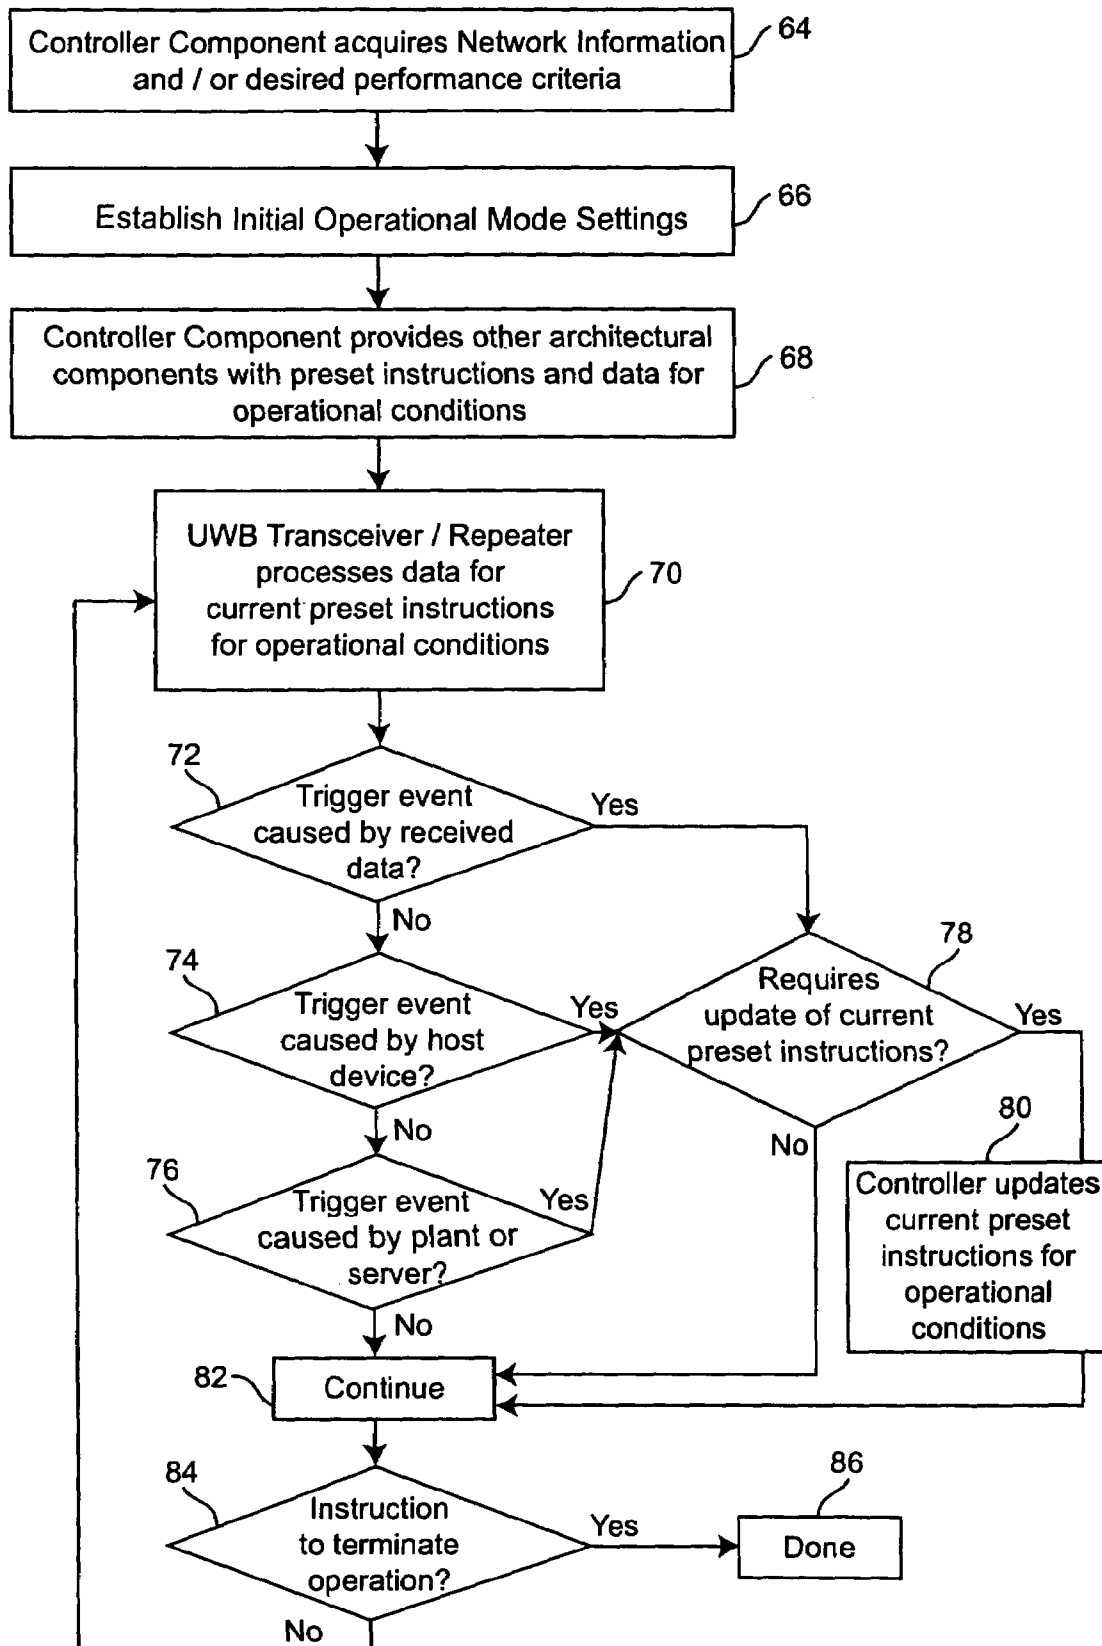 Controller Component acquires Network Information
and / or desired performance criteria
64
Establish Initial Operational Mode Settings
66
Controller Component provides other architectural
components with preset instructions and data for
operational conditions
68
UWB Transceiver / Repeater
processes data for
current preset instructions
for operational conditions
70
72
Trigger event
caused by received
data?
Yes
No
74
Trigger event
caused by host
device?
Yes
No
78
Requires
update of current
preset instructions?
Yes
No
76
Trigger event
caused by plant or
server?
Yes
No
80
Controller updates
current preset
instructions for
operational
conditions
82
Continue
84
Instruction
to terminate
operation?
Yes
No
86
Done